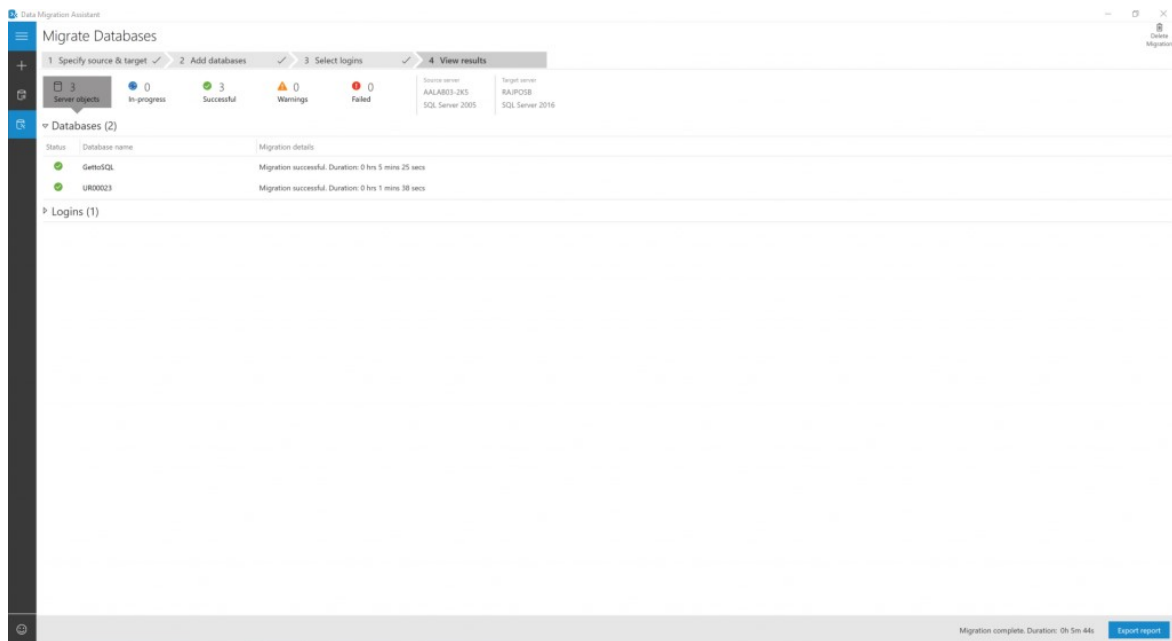 Data Migration Assistant
Migrate Databases
Delete
Migration
1 Specify source & target 2 Add databases 3 Select logins 4 View results
3 0 3 0 0
Server objects In-progress Successful Warnings Failed
Source server Target server
AALAB03-2K5 RAJPOSB
SQL Server 2005 SQL Server 2016
Databases (2)
Status Database name Migration details
GettoSQL Migration successful. Duration: 0 hrs 5 mins 25 secs
UR00023 Migration successful. Duration: 0 hrs 1 mins 38 secs
Logins (1)
Migration complete. Duration: 0h 5m 44s Export report